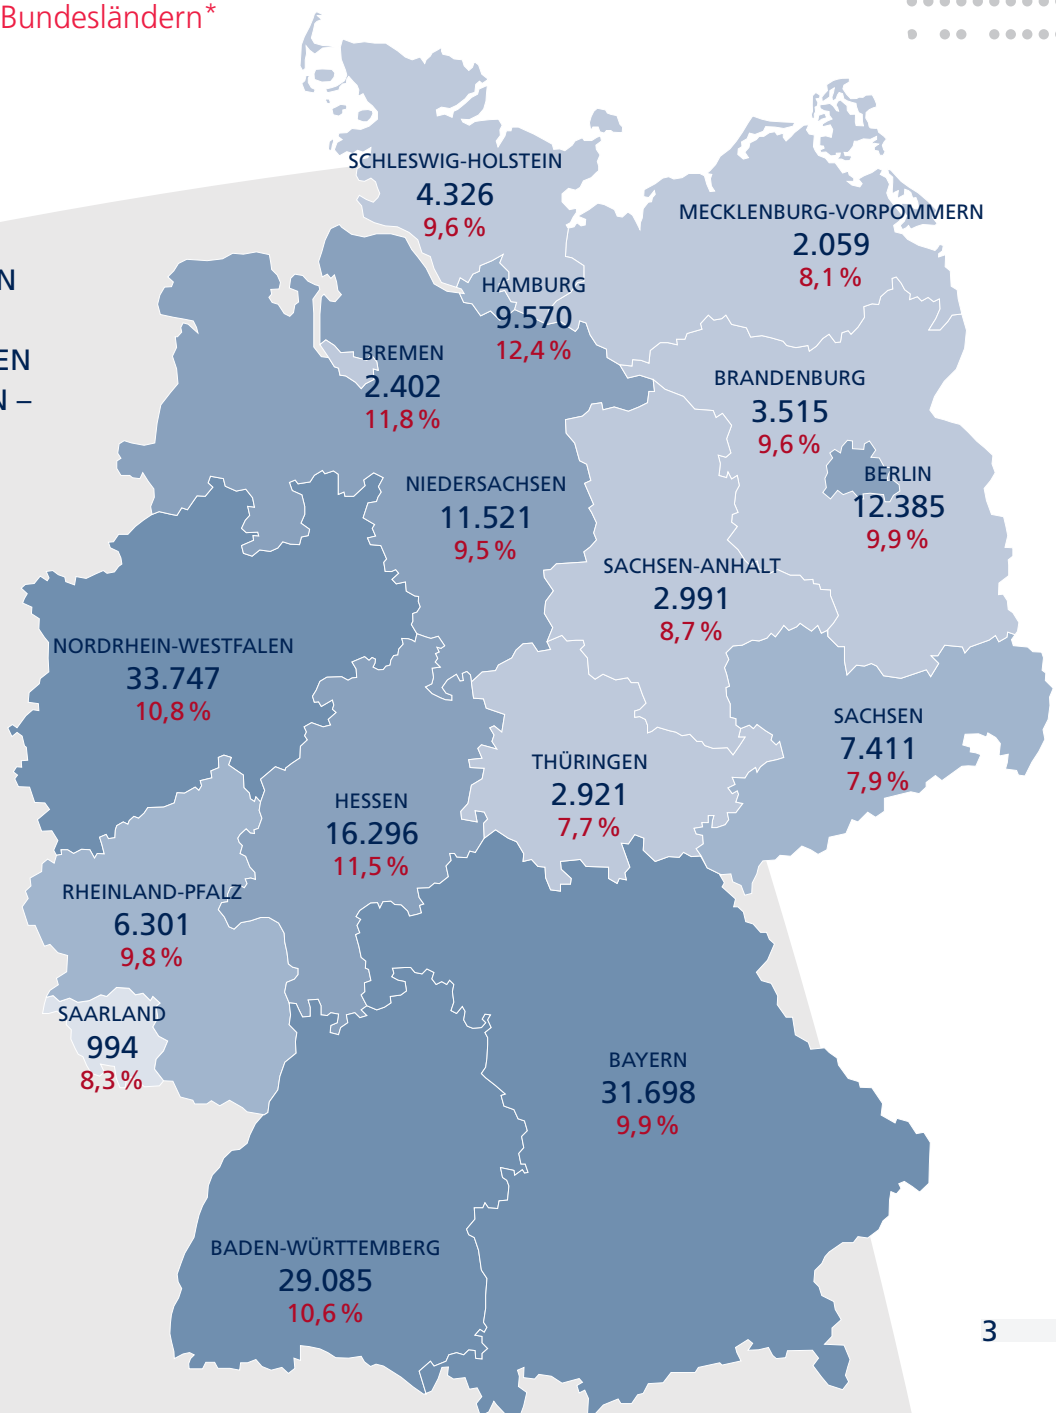 Bundesländern*
SCHLESWIG-HOLSTEIN
4.326
9,6 %
MECKLENBURG-VORPOMMERN
2.059
8,1 %
N
HAMBURG
9.570
12,4 %
EN
N –
BREMEN
2.402
11,8 %
BRANDENBURG
3.515
9,6 %
BERLIN
12.385
9,9 %
NIEDERSACHSEN
11.521
9,5 %
SACHSEN-ANHALT
2.991
8,7 %
NORDRHEIN-WESTFALEN
33.747
10,8 %
SACHSEN
7.411
7,9 %
THÜRINGEN
2.921
7,7 %
HESSEN
16.296
11,5 %
RHEINLAND-PFALZ
6.301
9,8 %
SAARLAND
994
8,3 %
BAYERN
31.698
9,9 %
BADEN-WÜRTTEMBERG
29.085
10,6 %
3